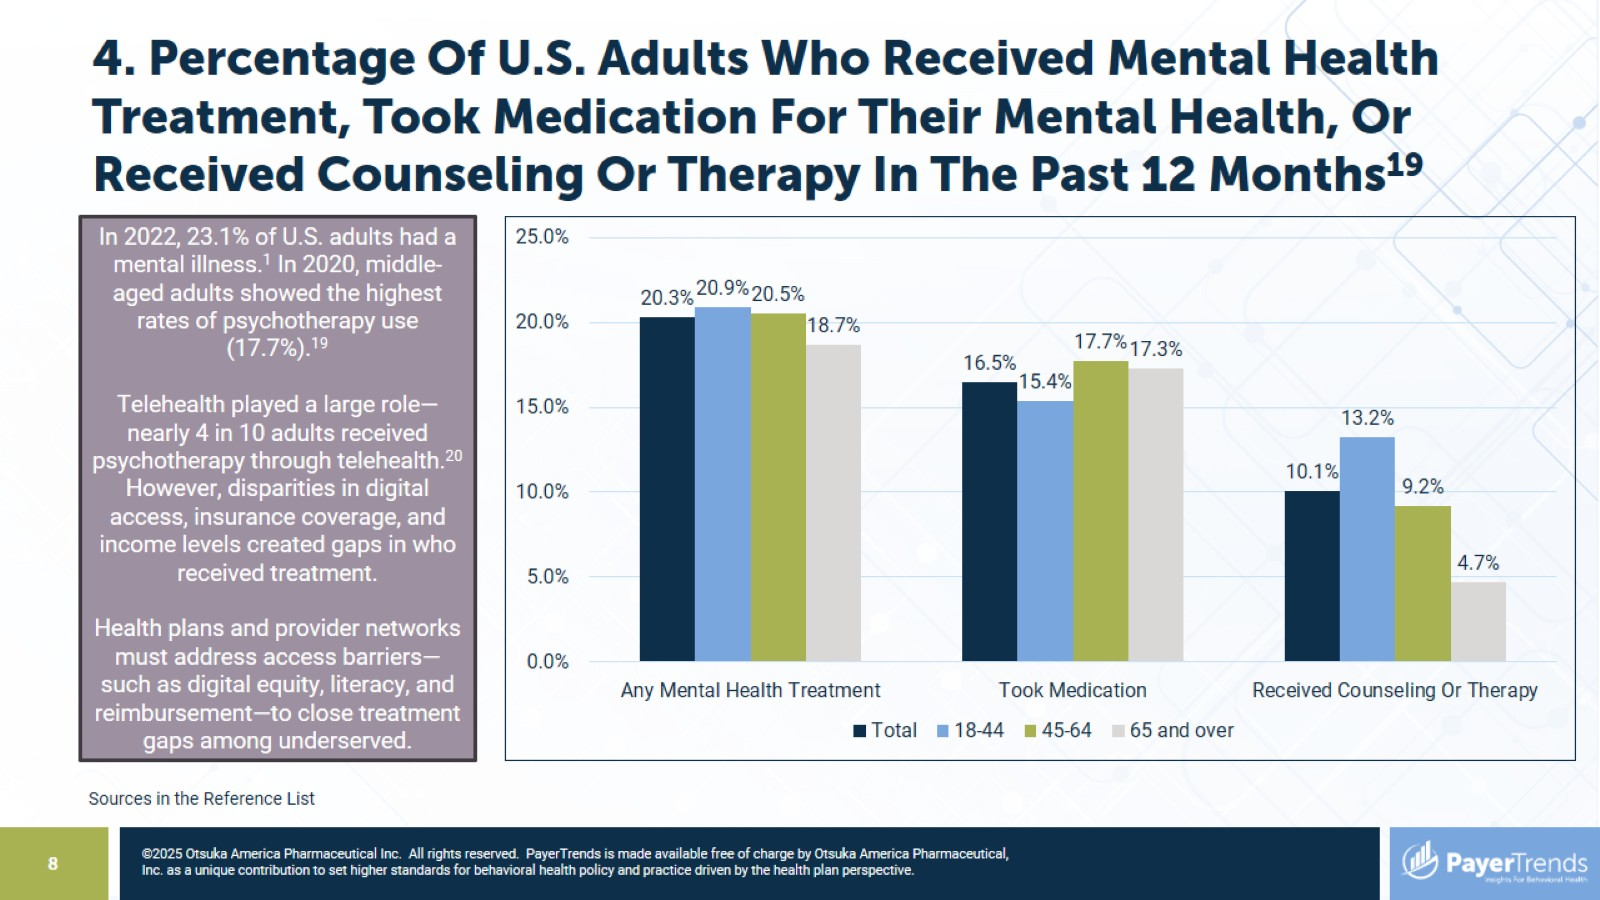 4. Percentage Of U.S. Adults Who Received Mental Health
Treatment, Took Medication For Their Mental Health, Or
Received Counseling Or Therapy In The Past 12 Months19
In 2022, 23.1% of U.S. adults had a
mental illness.1 In 2020, middle-
aged adults showed the highest
rates of psychotherapy use
(17.7%).19
Telehealth played a large role—
nearly 4 in 10 adults received
psychotherapy through telehealth.20
However, disparities in digital
access, insurance coverage, and
income levels created gaps in who
received treatment.
Health plans and provider networks
must address access barriers—
such as digital equity, literacy, and
reimbursement—to close treatment
gaps among underserved.
25.0%
20.0%
15.0%
10.0%
5.0%
0.0%
20.3% 20.9% 20.5% 18.7%
16.5% 15.4% 17.7% 17.3%
10.1% 13.2% 9.2% 4.7%
Any Mental Health Treatment Took Medication Received Counseling Or Therapy
Total 18-44 45-64 65 and over
Sources in the Reference List
8
©2025 Otsuka America Pharmaceutical Inc. All rights reserved. PayerTrends is made available free of charge by Otsuka America Pharmaceutical,
Inc. as a unique contribution to set higher standards for behavioral health policy and practice driven by the health plan perspective.
PayerTrends
Insights For Behavioral Health